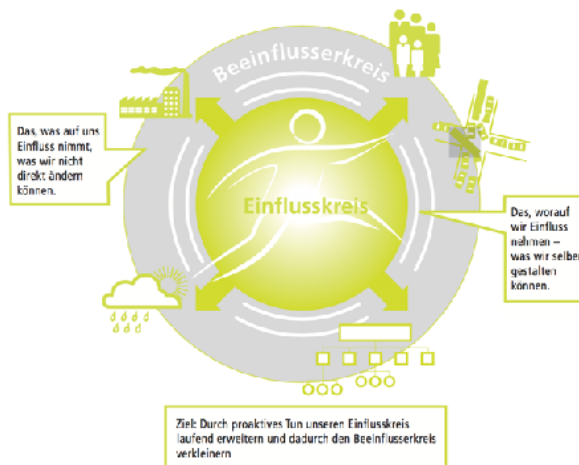 Beeinflusserkreis
Das, was auf uns
Einfluss nimmt,
was wir nicht
direkt ändern
können.
Einflusskreis
Das, worauf
wir Einfluss
nehmen –
was wir selber
gestalten
können.
Ziel: Durch proaktives Tun unseren Einflusskreis
laufend erweitern und dadurch den Beeinflusserkreis
verkleinern